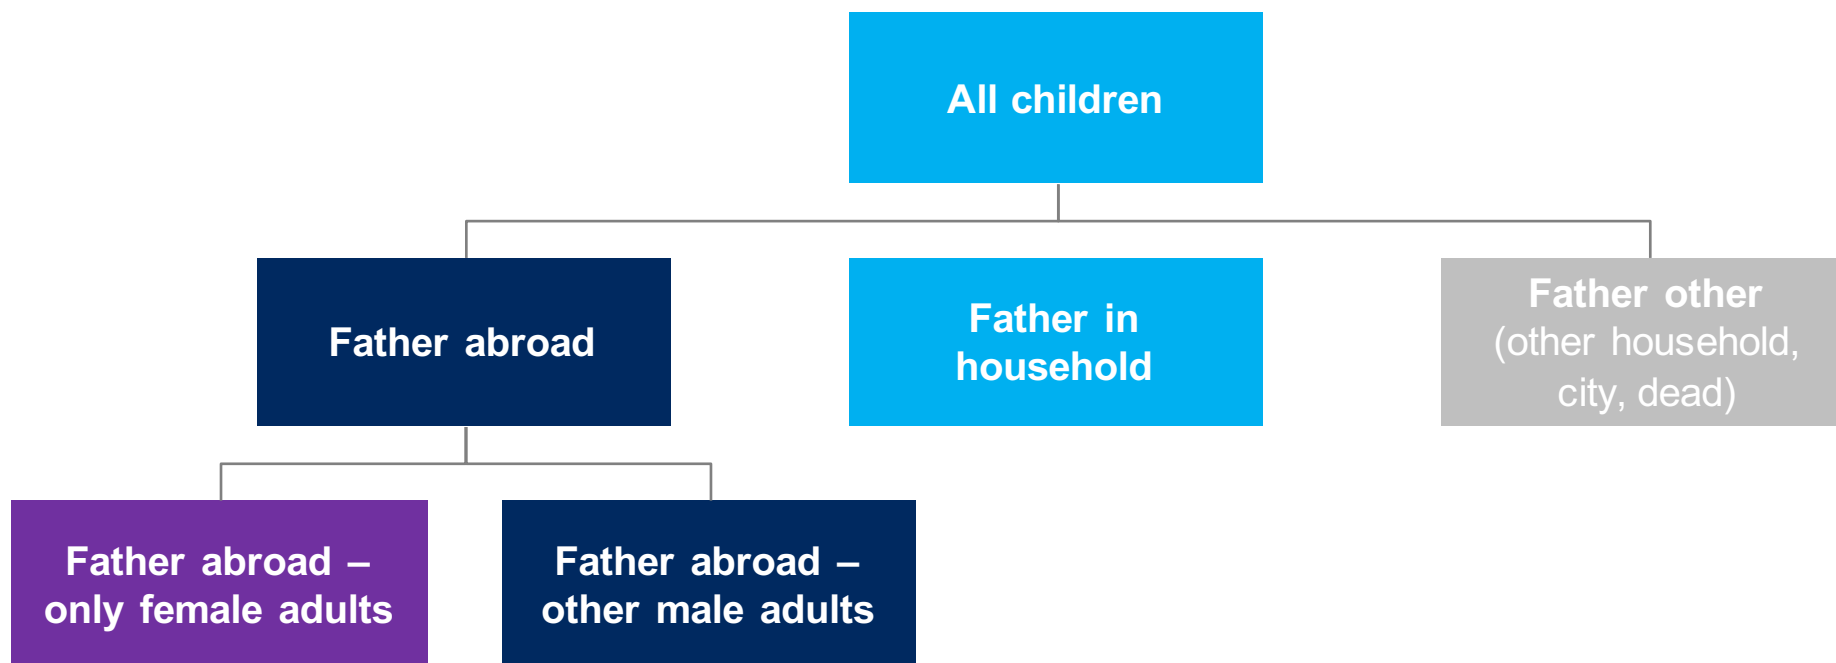 All children
Father abroad
Father in
household
Father other
(other household,
city, dead)
Father abroad –
only female adults
Father abroad –
other male adults